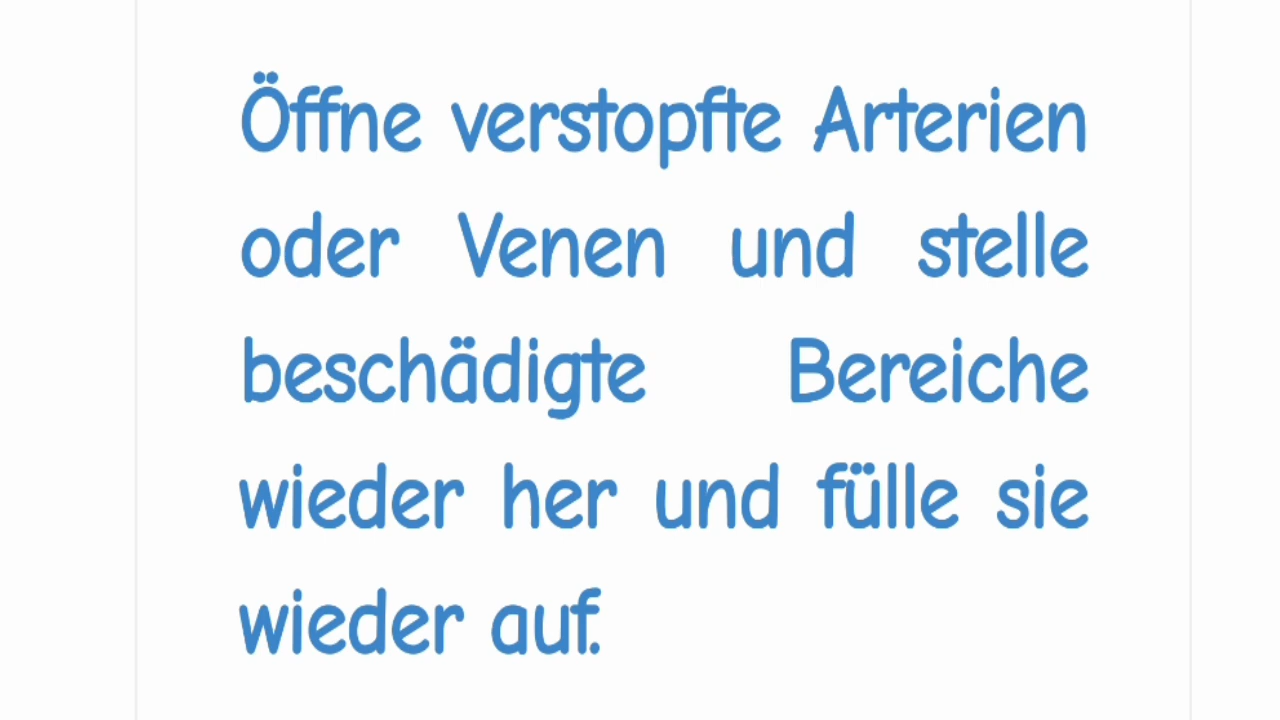 Öffne verstopfte Arterien
oder Venen und stelle
beschädigte Bereiche
wieder her und fülle sie
wieder auf.